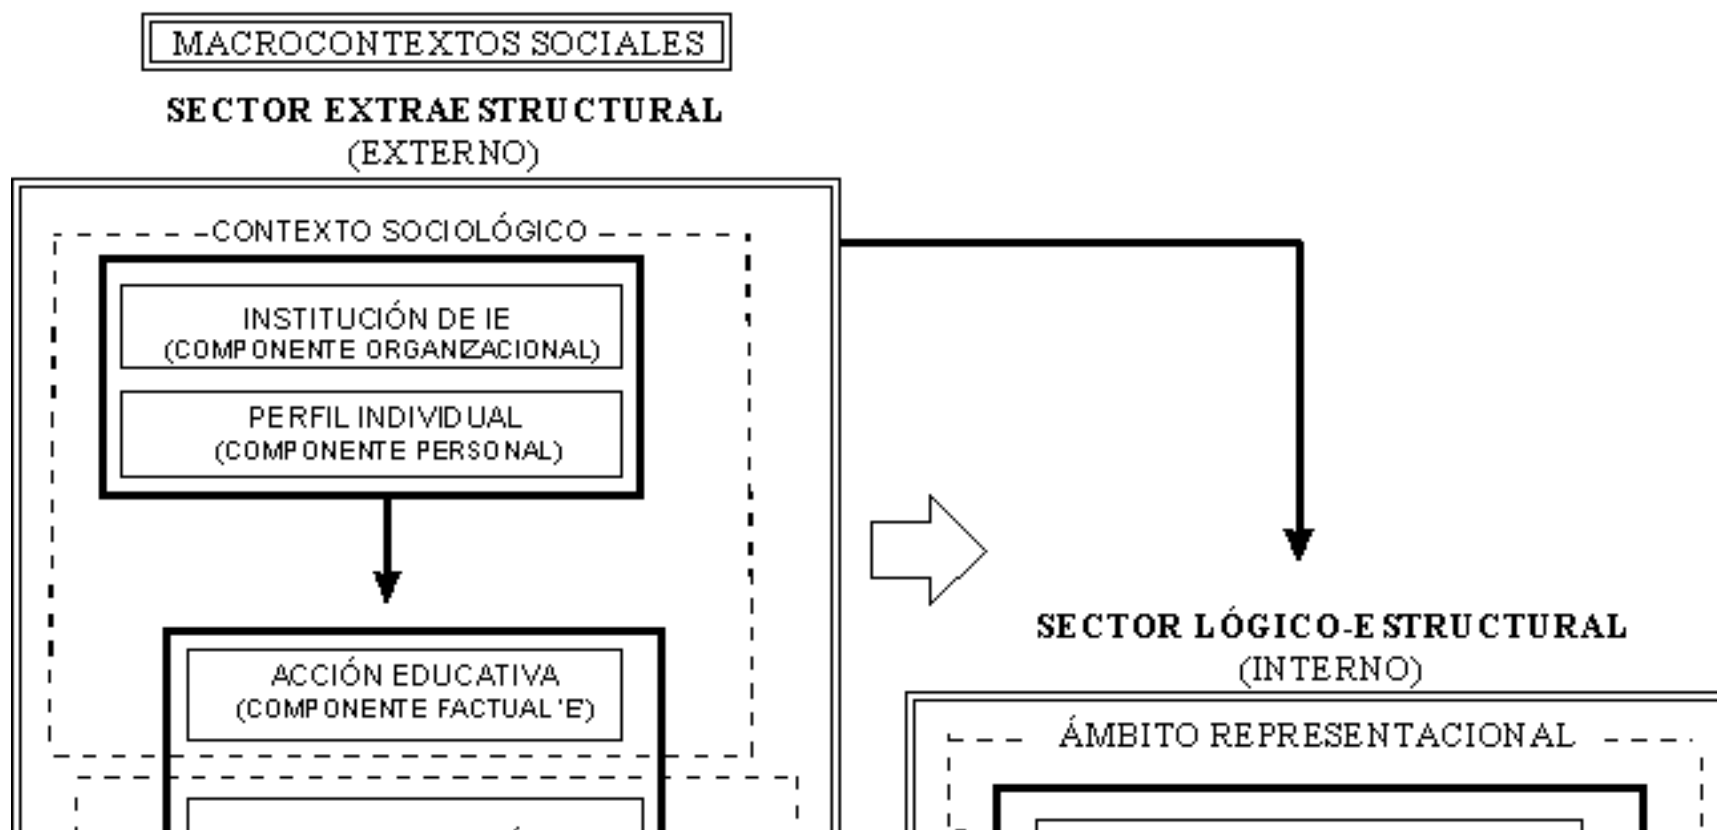 MACROCONTEXTOS SOCIALES
SECTOR EXTRAESTRUCTURAL
(EXTERNO)
CONTEXTO SOCIOLÓGICO
INSTITUCIÓN DE IE
(COMPONENTE ORGANIZACIONAL)
PERFIL INDIVIDUAL
(COMPONENTE PERSONAL)
ACCIÓN EDUCATIVA
(COMPONENTE FACTUAL 'E')
SECTOR LÓGICO-ESTRUCTURAL
(INTERNO)
ÁMBITO REPRESENTACIONAL